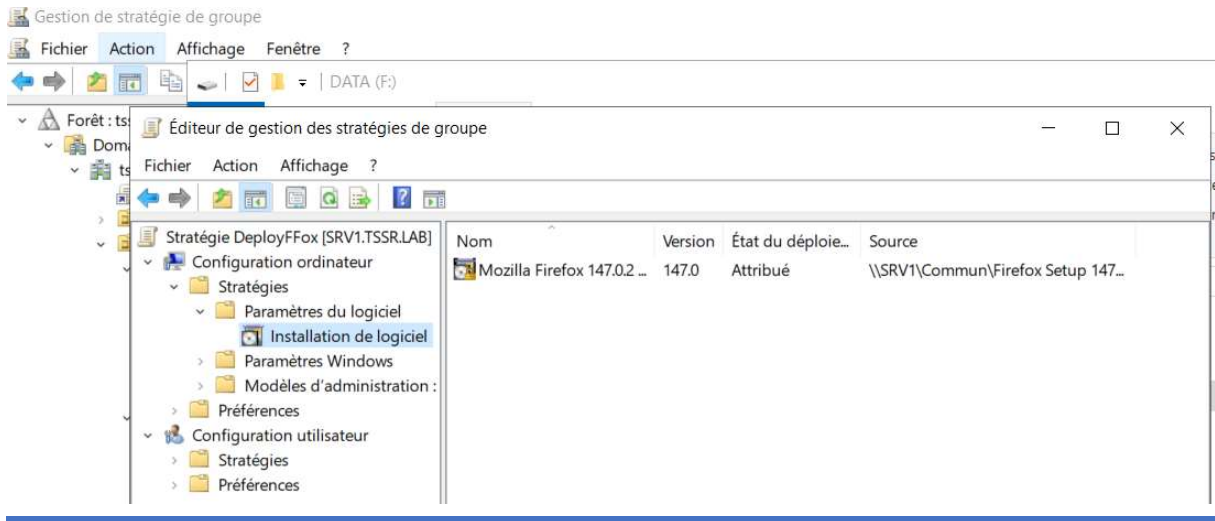 Gestion de stratégie de groupe
Fichier Action Affichage Fenêtre ?
DATA (F:)
Forêt : ts
Éditeur de gestion des stratégies de groupe
Fichier Action Affichage ?
Stratégie DeployFFox [SRV1.TSSR.LAB]
Configuration ordinateur
Stratégies
Paramètres du logiciel
Installation de logiciel
Paramètres Windows
Modèles d'administration :
Préférences
Configuration utilisateur
Stratégies
Préférences
Nom Version État du déploie... Source
Mozilla Firefox 147.0.2 ... 147.0 Attribué \\SRV1\Commun\Firefox Setup 147...